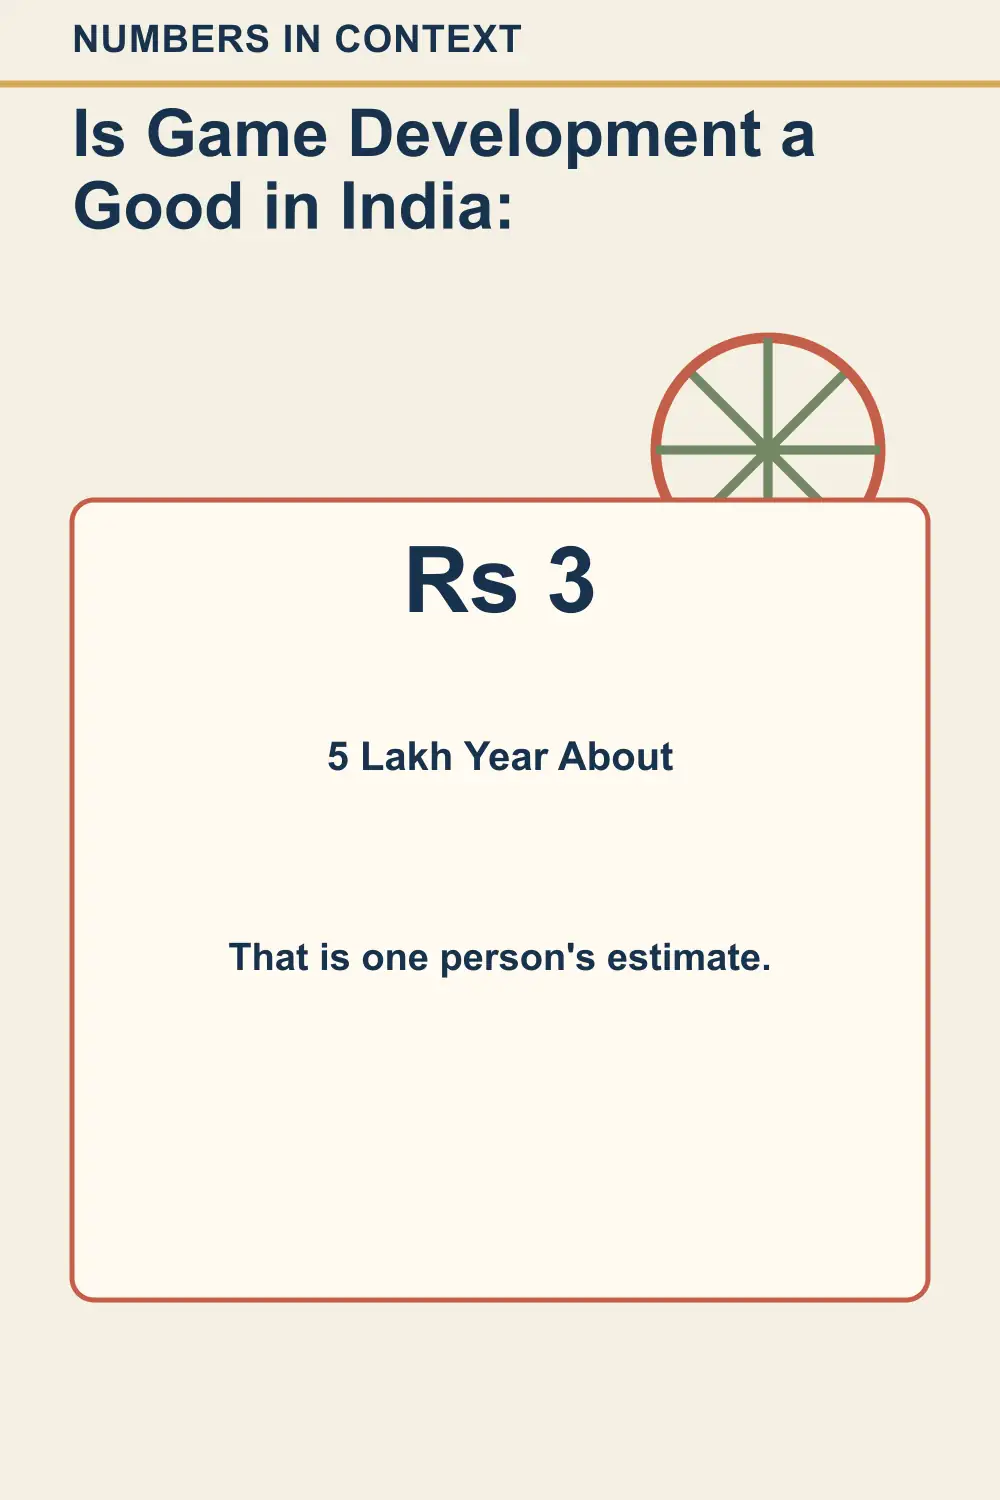 NUMBERS IN CONTEXT
Is Game Development a
Good in India:
Rs 3
5 Lakh Year About
That is one person's estimate.